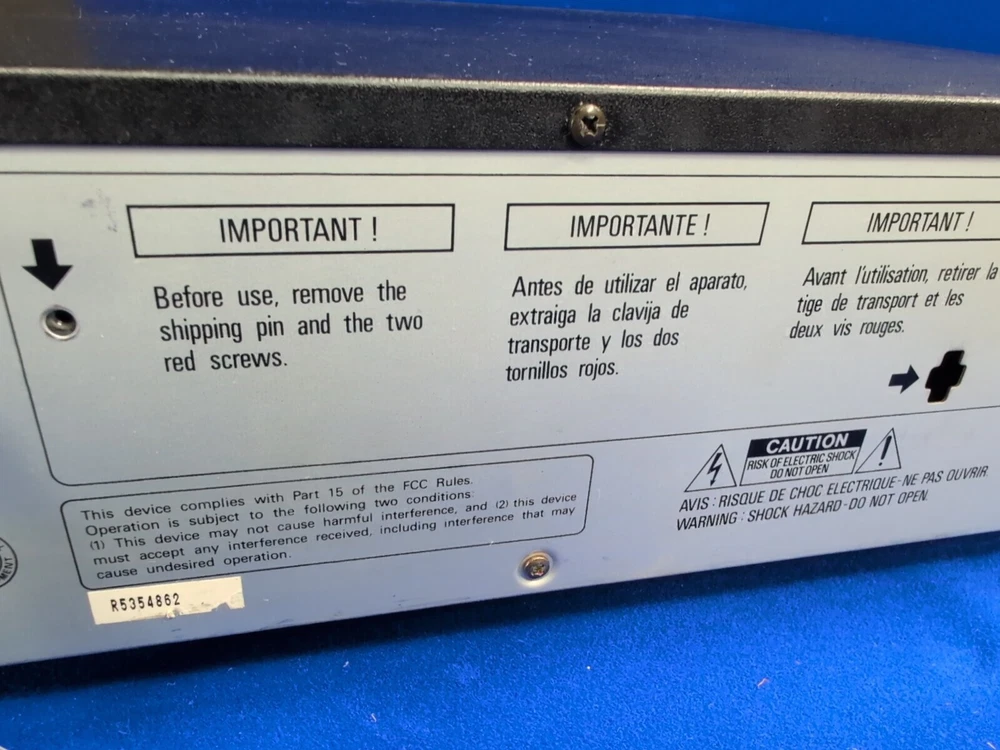 IMPORTANT !
Before use, remove the
shipping pin and the two
red screws.
IMPORTANTE !
Antes de utilizar el aparato,
extraiga la clavija de
transporte y los dos
tornillos rojos.
IMPORTANT !
Avant l'utilisation, retirer la
tige de transport et les
deux vis rouges.
CAUTION
RISK OF ELECTRIC SHOCK
DO NOT OPEN
AVIS : RISQUE DE CHOC ELECTRIQUE-NE PAS OUVRIR.
WARNING : SHOCK HAZARD-DO NOT OPEN.
This device complies with Part 15 of the FCC Rules.
Operation is subject to the following two conditions:
(1) This device may not cause harmful interference, and (2) this device
must accept any interference received, including interference that may
cause undesired operation.
R5354862